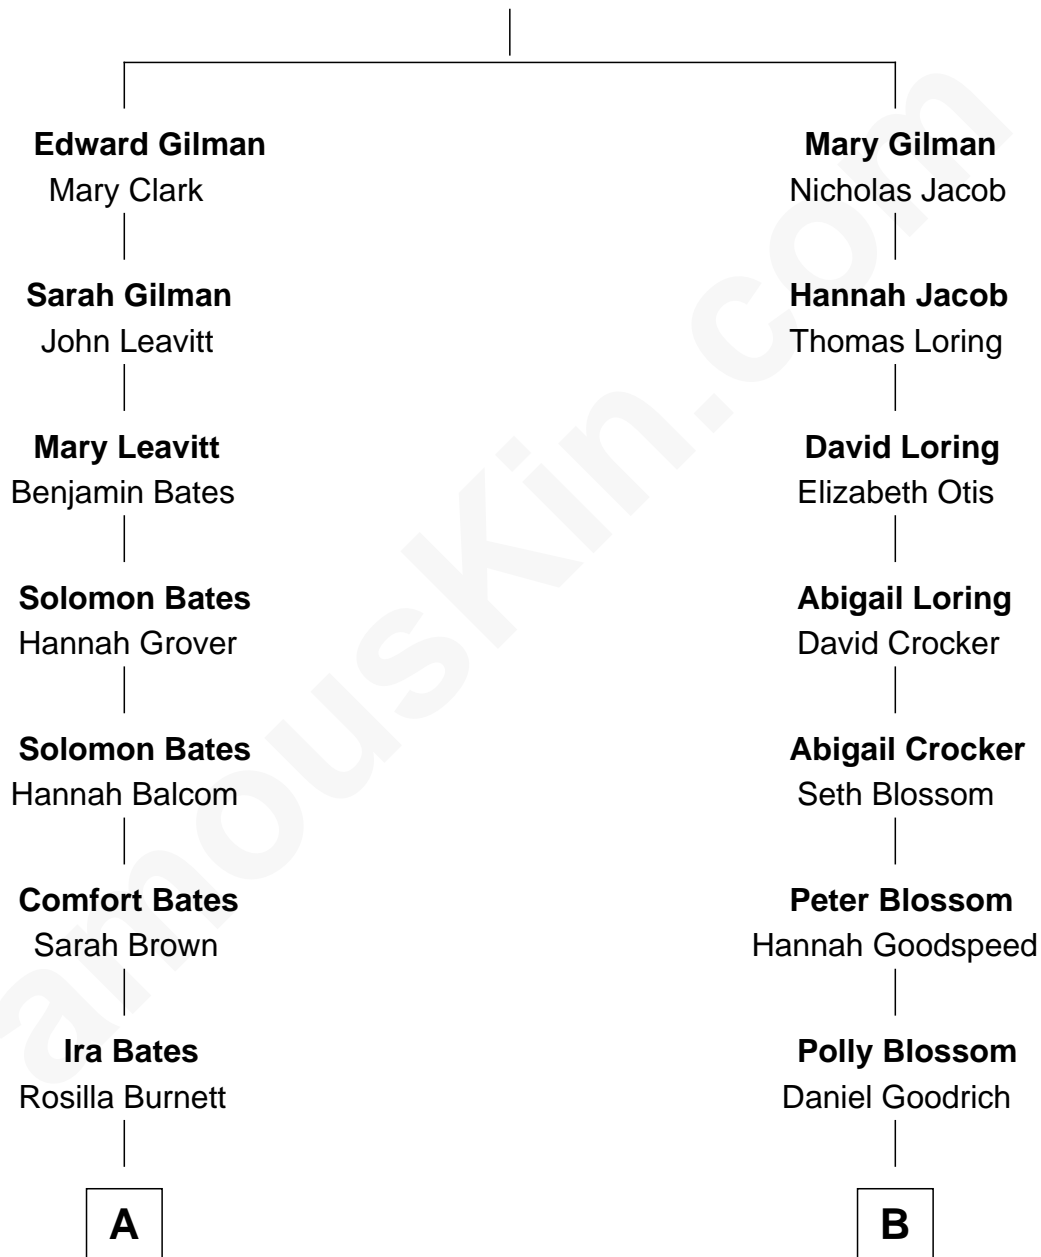 Edward Gilman
Mary Clark
Sarah Gilman
John Leavitt
Mary Leavitt
Benjamin Bates
Solomon Bates
Hannah Grover
Solomon Bates
Hannah Balcom
Comfort Bates
Sarah Brown
Ira Bates
Rosilla Burnett
A
Mary Gilman
Nicholas Jacob
Hannah Jacob
Thomas Loring
David Loring
Elizabeth Otis
Abigail Loring
David Crocker
Abigail Crocker
Seth Blossom
Peter Blossom
Hannah Goodspeed
Polly Blossom
Daniel Goodrich
B
amouskin.com